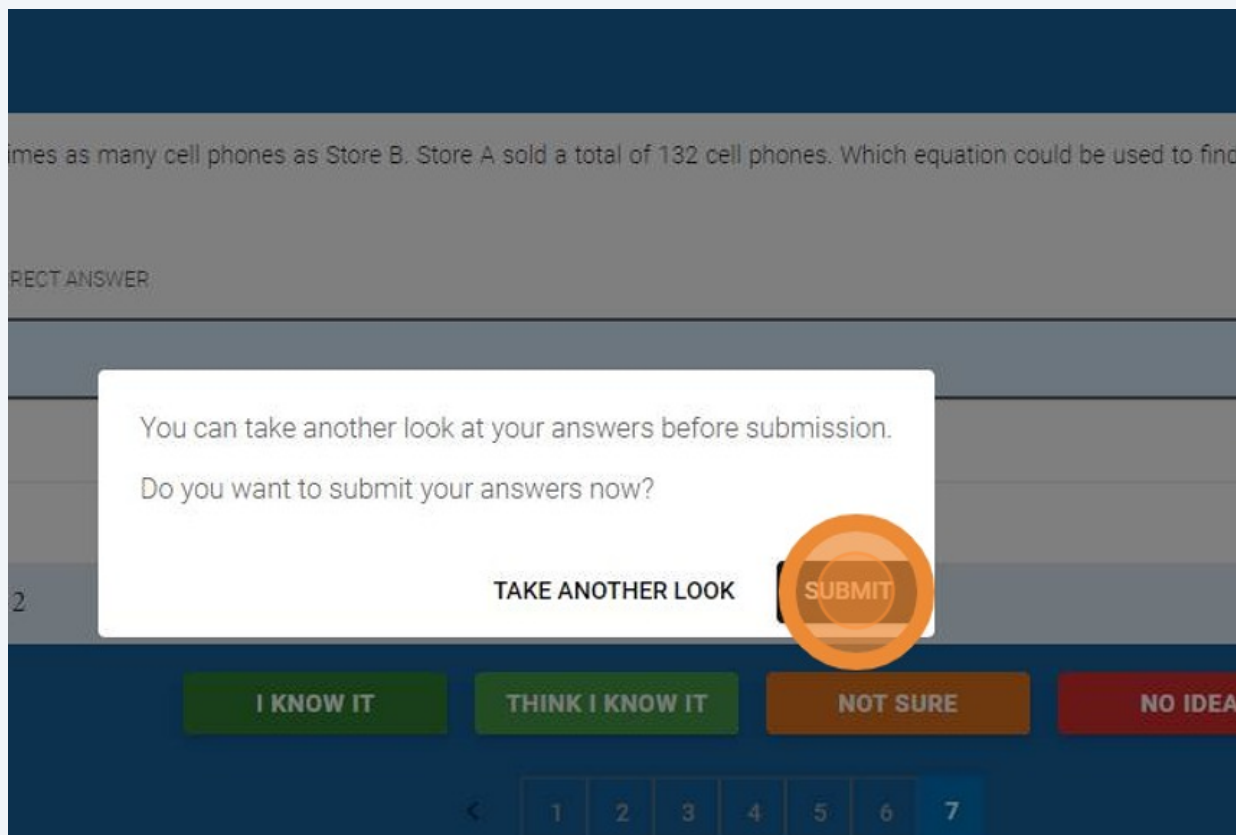 imes as many cell phones as Store B. Store A sold a total of 132 cell phones. Which equation could be used to find
RRECT ANSWER
You can take another look at your answers before submission.
Do you want to submit your answers now?
TAKE ANOTHER LOOK SUBMIT
2
I KNOW IT THINK I KNOW IT NOT SURE NO IDEA
< 1 2 3 4 5 6 7